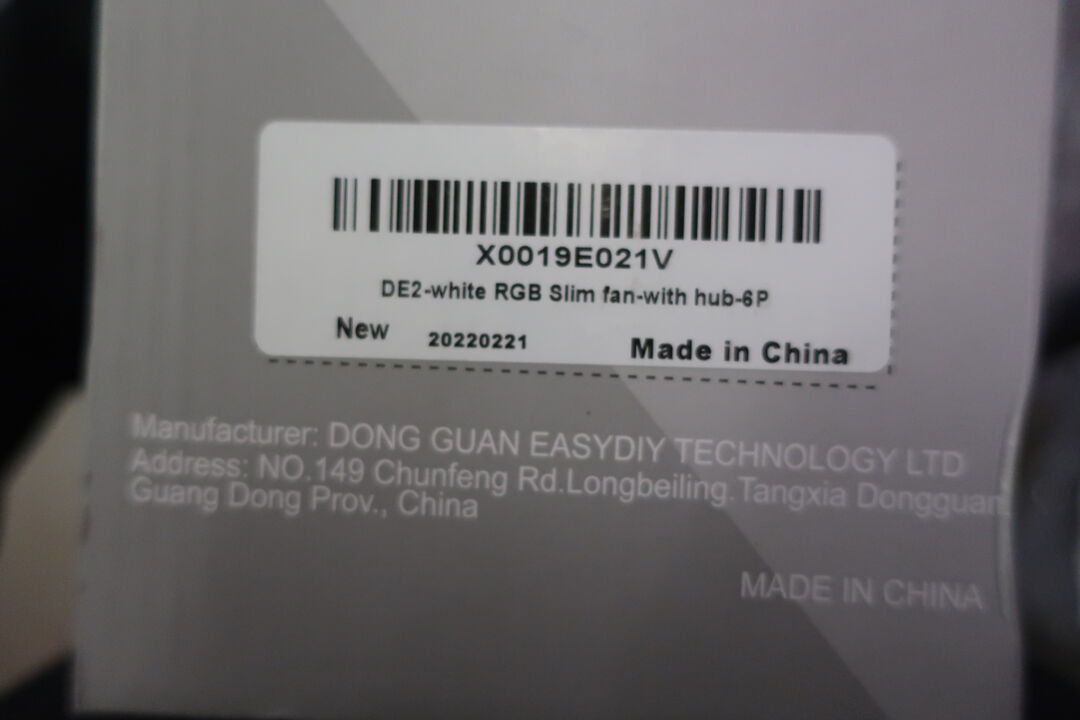 X0019E021V
DE2-white RGB Slim fan-with hub-6P
New 20220221 Made in China
Manufacturer: DONG GUAN EASYDIY TECHNOLOGY LTD
Address: NO.149 Chunfeng Rd.Longbeiling.Tangxia Dongguan
Guang Dong Prov., China
MADE IN CHINA